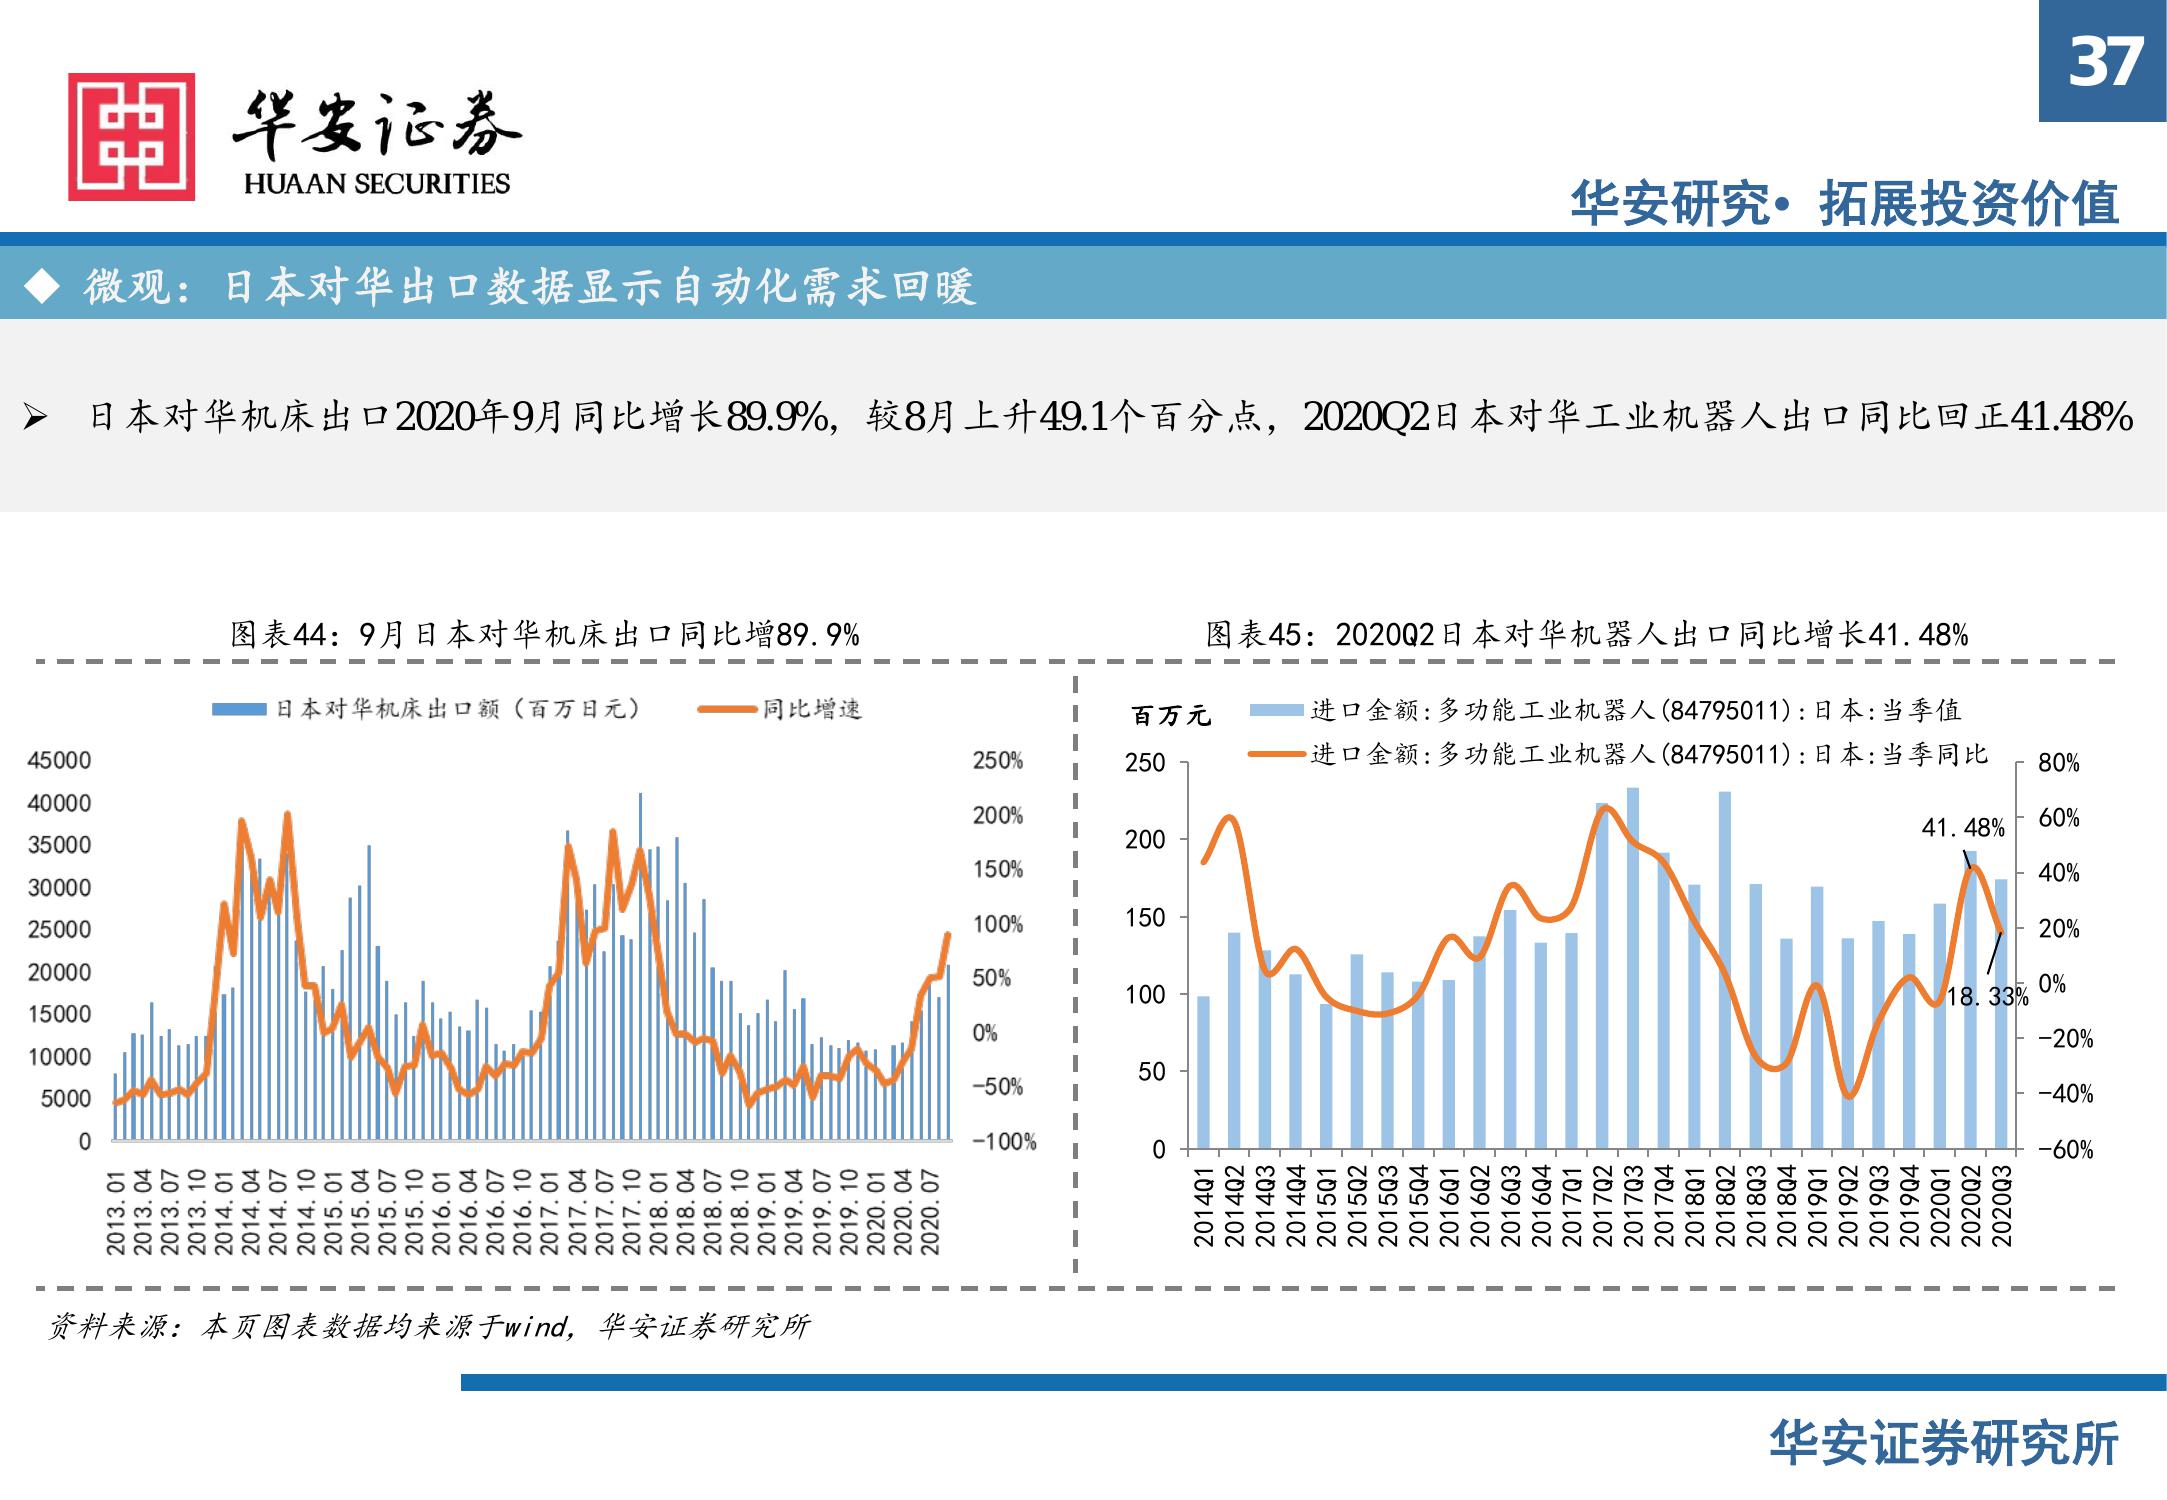 37
华安证券
HUAAN SECURITIES
华安研究• 拓展投资价值
◆ 微观：日本对华出口数据显示自动化需求回暖
➢ 日本对华机床出口2020年9月同比增长89.9%，较8月上升49.1个百分点，2020Q2日本对华工业机器人出口同比回正41.48%
图表44：9月日本对华机床出口同比增89.9%
日本对华机床出口额（百万日元）
同比增速
45000
40000
35000
30000
25000
20000
15000
10000
5000
0
250%
200%
150%
100%
50%
0%
-50%
-100%
2013.01
2013.04
2013.07
2013.10
2014.01
2014.04
2014.07
2014.10
2015.01
2015.04
2015.07
2015.10
2016.01
2016.04
2016.07
2016.10
2017.01
2017.04
2017.07
2017.10
2018.01
2018.04
2018.07
2018.10
2019.01
2019.04
2019.07
2019.10
2020.01
2020.04
2020.07
图表45：2020Q2日本对华机器人出口同比增长41.48%
百万元
进口金额:多功能工业机器人(84795011):日本:当季值
进口金额:多功能工业机器人(84795011):日本:当季同比
250
200
150
100
50
0
80%
60%
40%
20%
0%
-20%
-40%
-60%
41.48%
18.33%
2014Q1
2014Q2
2014Q3
2014Q4
2015Q1
2015Q2
2015Q3
2015Q4
2016Q1
2016Q2
2016Q3
2016Q4
2017Q1
2017Q2
2017Q3
2017Q4
2018Q1
2018Q2
2018Q3
2018Q4
2019Q1
2019Q2
2019Q3
2019Q4
2020Q1
2020Q2
2020Q3
资料来源：本页图表数据均来源于wind，华安证券研究所
华安证券研究所